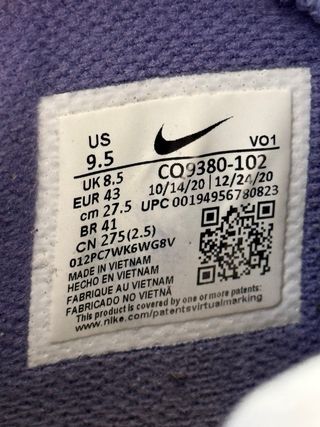 US
9.5
VO1
UK 8.5
CQ9380-102
EUR 43
10/14/20 | 12/24/20
cm 27.5
UPC 00194956780823
BR 41
CN 275(2.5)
012PC7WK6WG8V
MADE IN VIETNAM
HECHO EN VIETNAM
FABRIQUE AU VIETNAM
FABRICADO NO VIETNÃ
This product is covered by one or more patents:
www.nike.com/patentsvirtualmarking